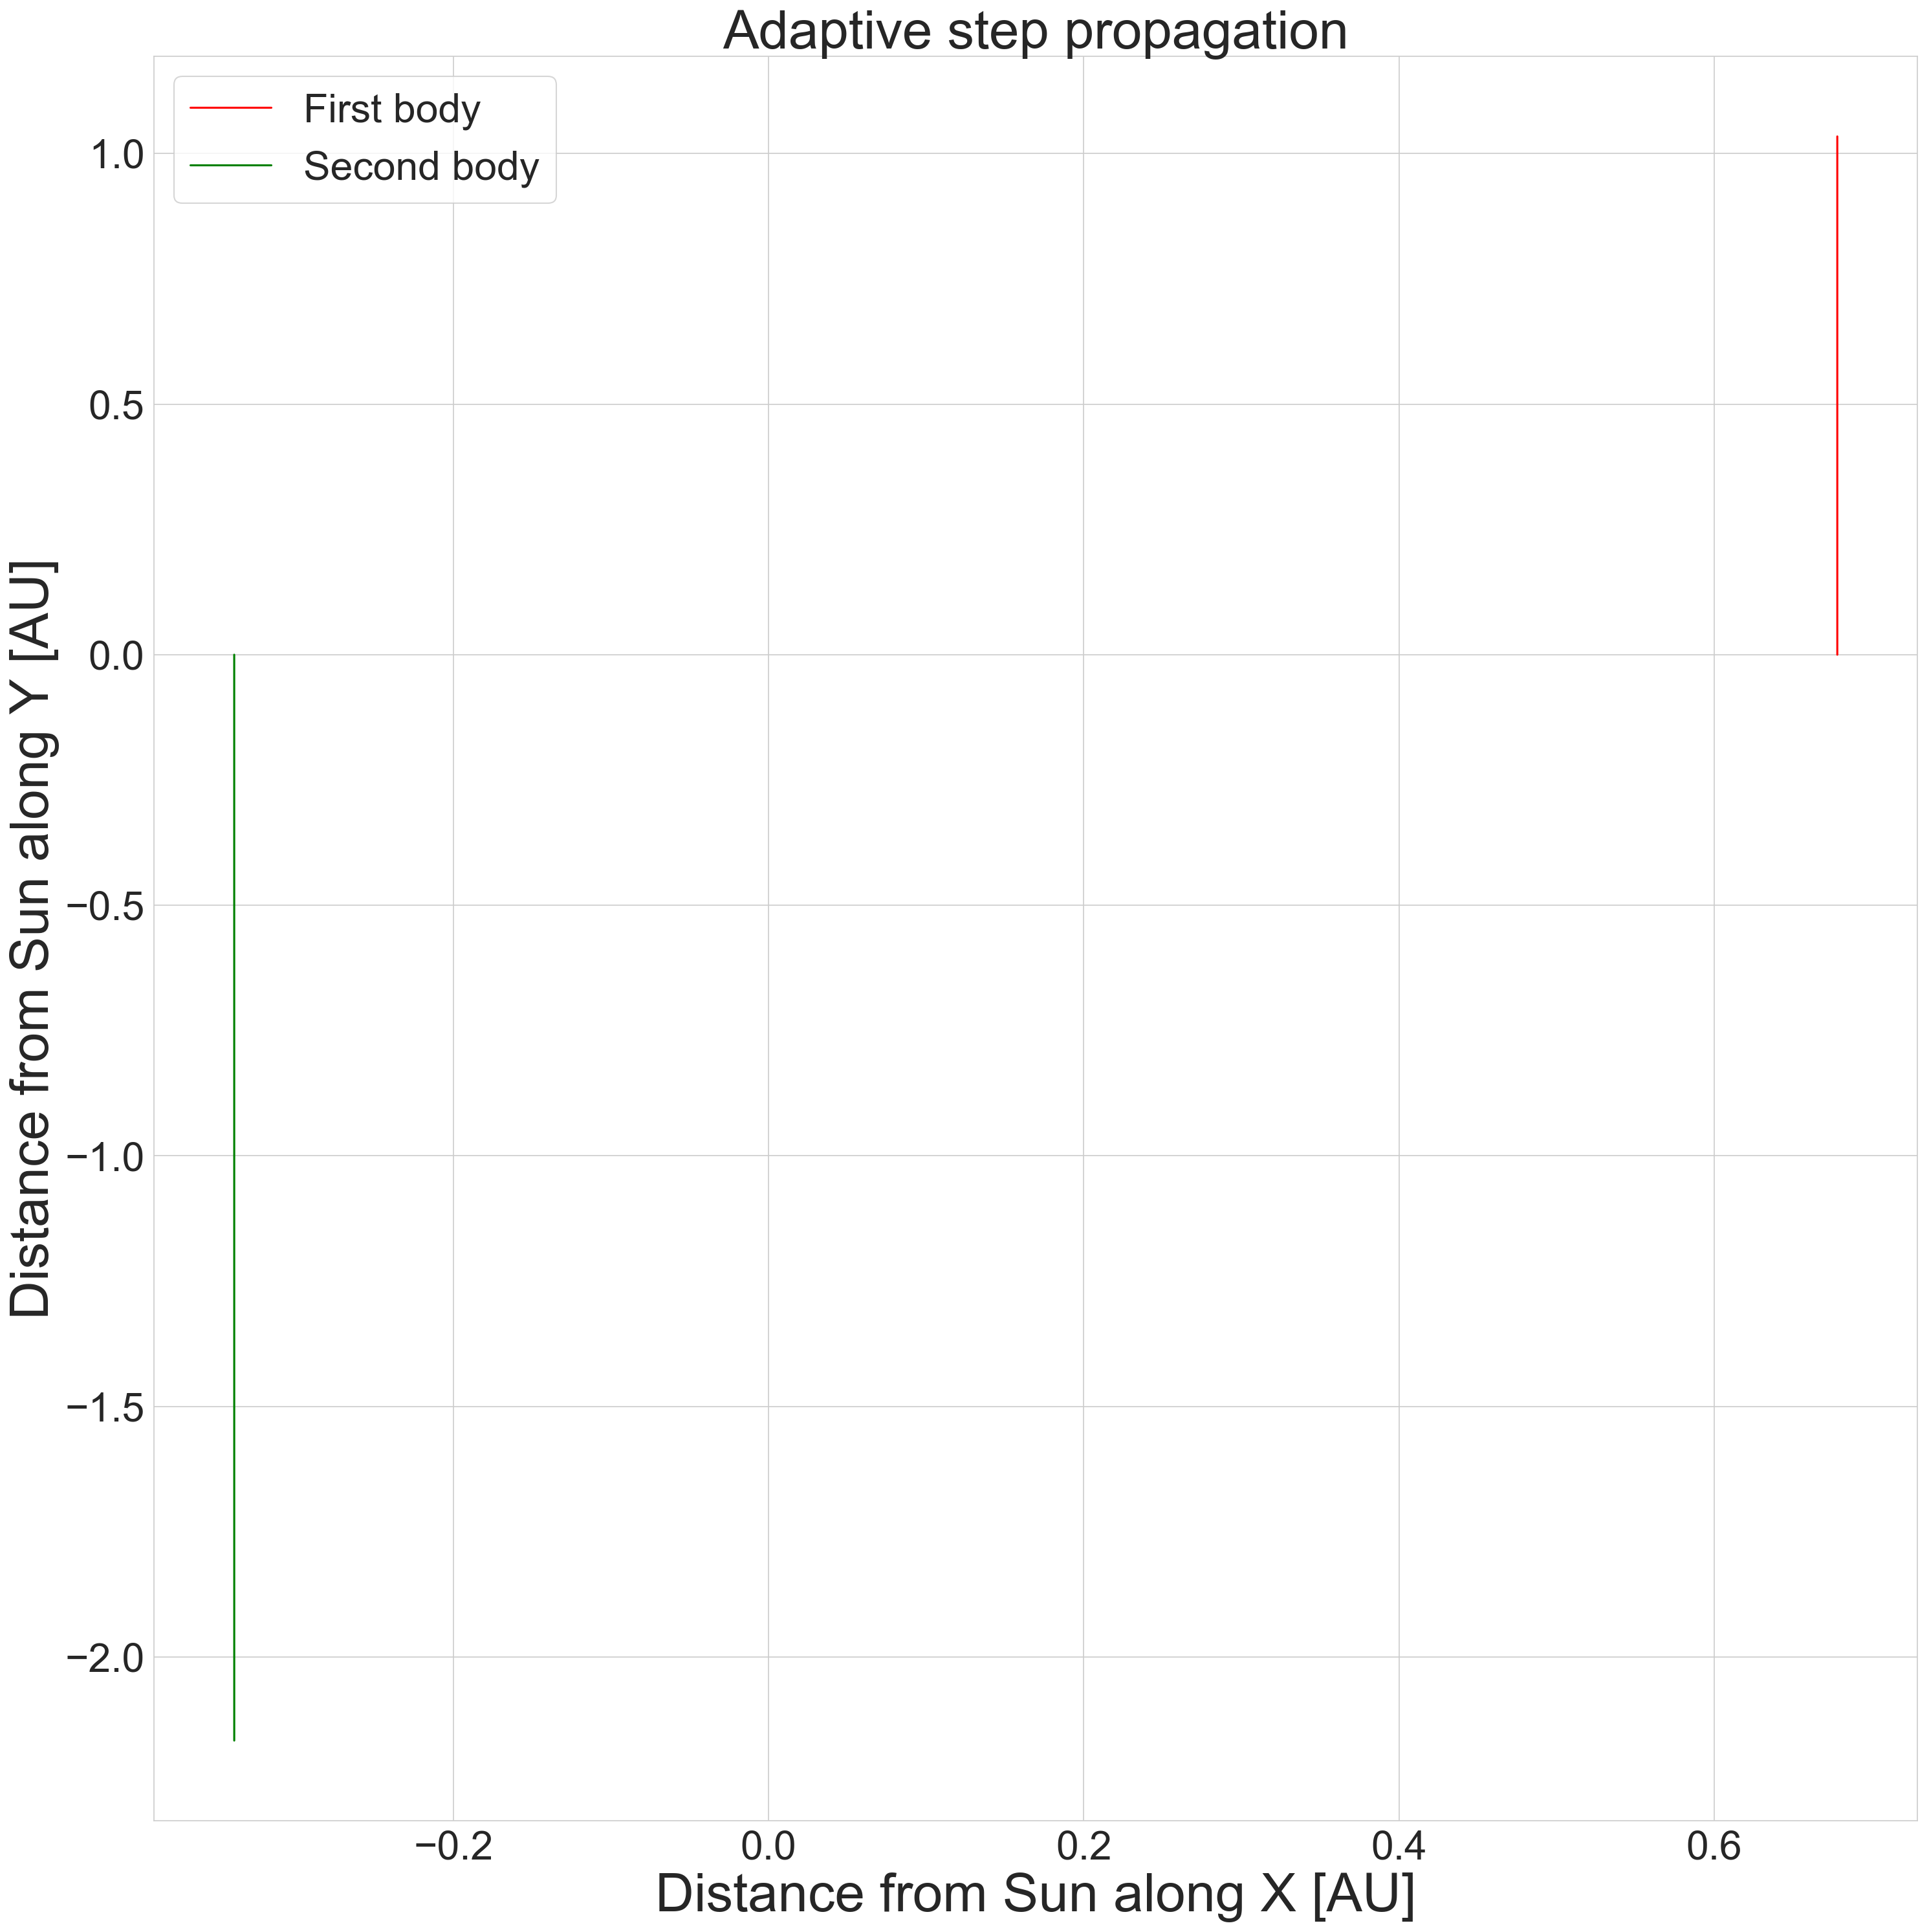 Adaptive step propagation
First body
Second body
1.0
0.5
0.0
−0.5
−1.0
−1.5
−2.0
Distance from Sun along Y [AU]
−0.2
0.0
0.2
0.4
0.6
Distance from Sun along X [AU]